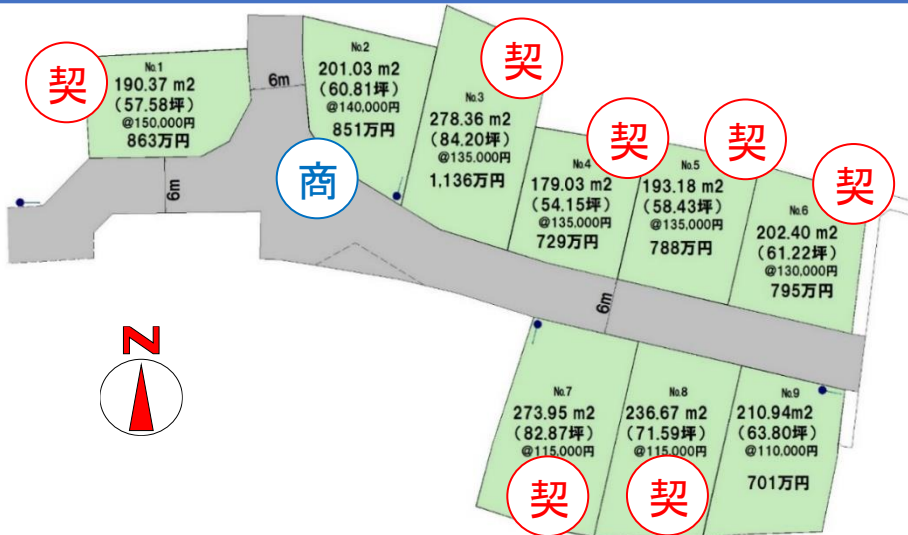 契
No.1
190.37 m2
(57.58坪)
@150,000円
863万円
6m
No.2
201.03 m2
(60.81坪)
@140,000円
851万円
商
契
No.3
278.36 m2
(84.20坪)
@135,000円
1,136万円
契
No.4
179.03 m2
(54.15坪)
@135,000円
729万円
契
No.5
193.18 m2
(58.43坪)
@135,000円
788万円
契
No.6
202.40 m2
(61.22坪)
@130,000円
795万円
6m
6m
N
No.7
273.95 m2
(82.87坪)
@115,000円
契
No.8
236.67 m2
(71.59坪)
@115,000円
契
No.9
210.94m2
(63.80坪)
@110,000円
701万円